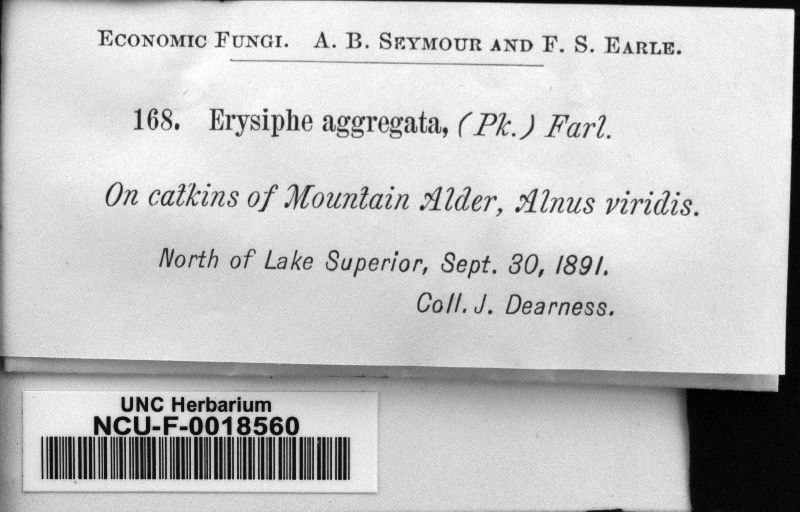 ECONOMIC FUNGI. A. B. SEYMOUR AND F. S. EARLE.
168. Erysiphe aggregata, (Pk.) Farl.
On catkins of Mountain Alder, Alnus viridis.
North of Lake Superior, Sept. 30, 1891.
Coll. J. Dearness.
UNC Herbarium
NCU-F-0018560